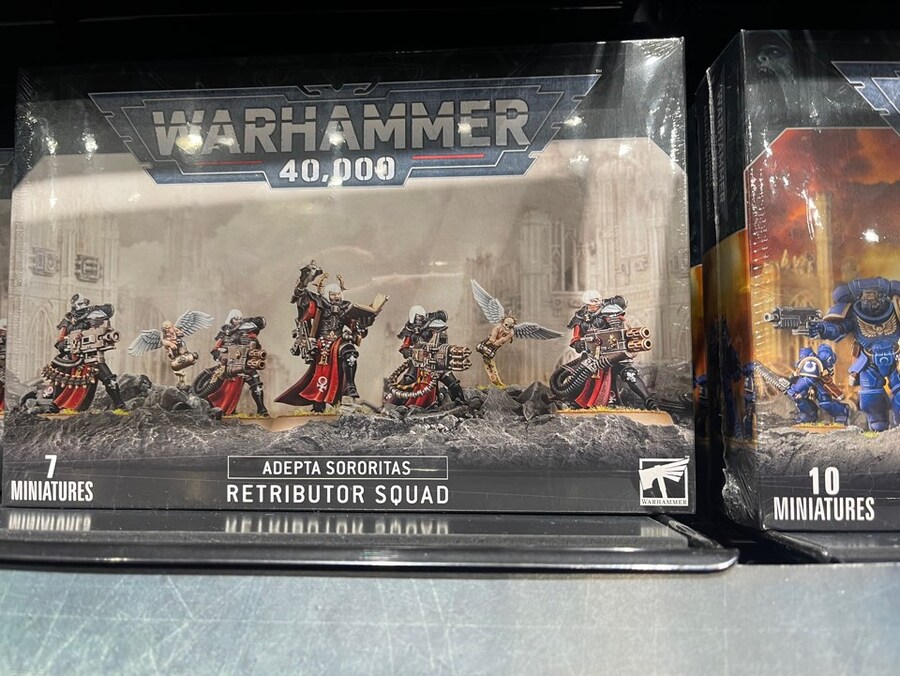 WARHAMMER
40,000
7
MINIATURES
ADEPTA SORORITAS
RETRIBUTOR SQUAD
WARHAMMER
10
MINIATURES